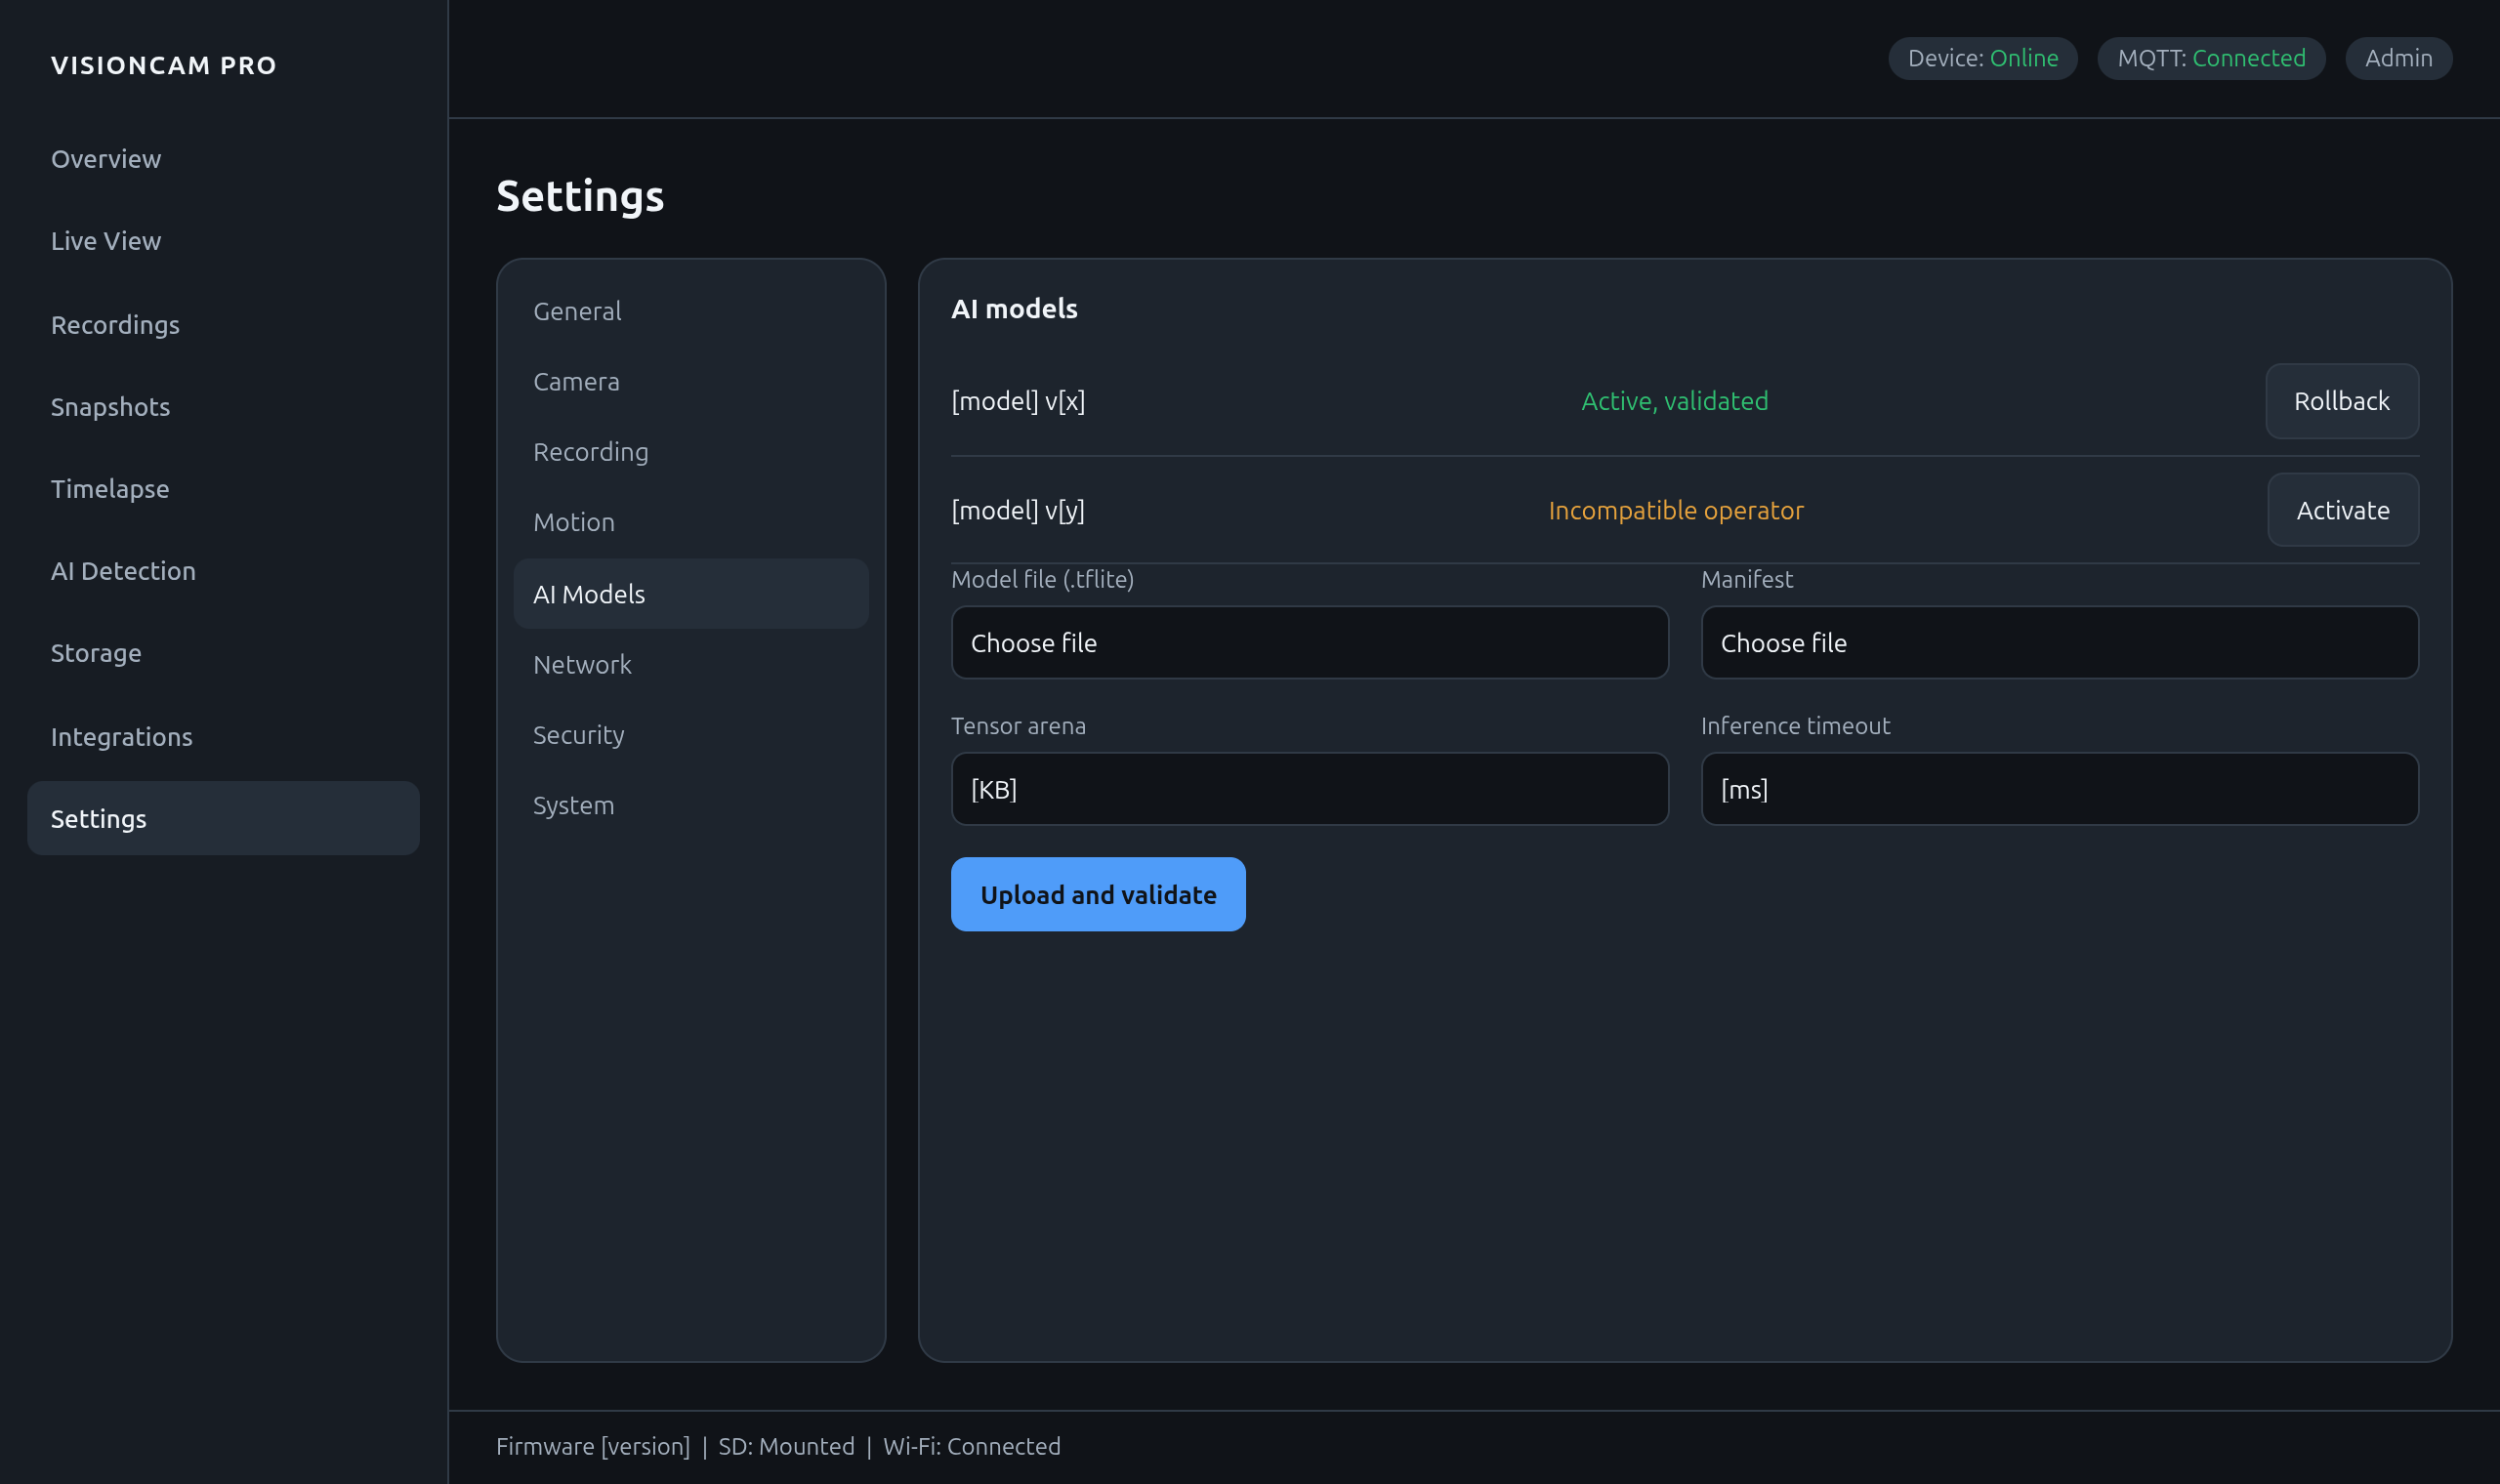 VISIONCAM PRO
Overview
Live View
Recordings
Snapshots
Timelapse
AI Detection
Storage
Integrations
Settings
Device: Online
MQTT: Connected
Admin
Settings
General
Camera
Recording
Motion
AI Models
Network
Security
System
AI models
[model] v[x] Active, validated Rollback
[model] v[y] Incompatible operator Activate
Model file (.tflite) Manifest
Choose file Choose file
Tensor arena Inference timeout
[KB] [ms]
Upload and validate
Firmware [version] | SD: Mounted | Wi-Fi: Connected